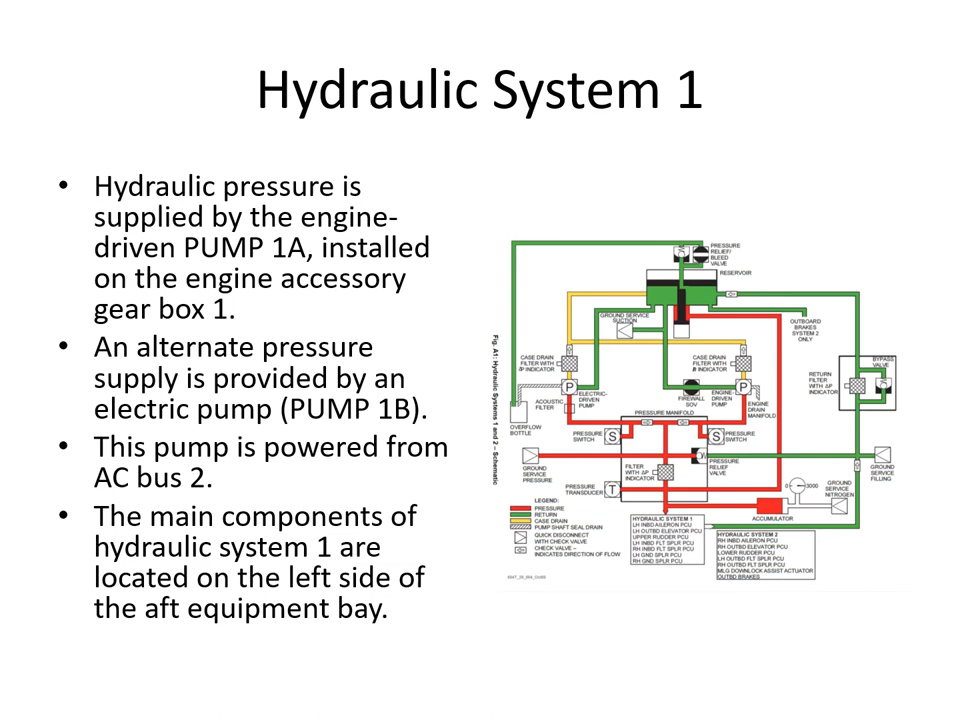 Hydraulic System 1
• Hydraulic pressure is
supplied by the engine-
driven PUMP 1A, installed
on the engine accessory
gear box 1.
• An alternate pressure
supply is provided by an
electric pump (PUMP 1B).
• This pump is powered from
AC bus 2.
• The main components of
hydraulic system 1 are
located on the left side of
the aft equipment bay.
Fig. A1: Hydraulic Systems 1 and 2 – Schematic
PRESSURE
RELIEF/
BLEED
VALVE
RESERVOIR
GROUND SERVICE
SUCTION
OUTBOARD
BRAKES
SYSTEM 2
ONLY
CASE DRAIN
FILTER WITH
INDICATOR
CASE DRAIN
FILTER WITH
INDICATOR
BYPASS
VALVE
RETURN
FILTER
WITH ΔP
INDICATOR
P
P
ELECTRIC-
DRIVEN
PUMP
ACOUSTIC
FILTER
FIREWALL
SOV
ENGINE-
DRIVEN
PUMP
ENGINE
DRAIN
MANIFOLD
OVERFLOW
BOTTLE
PRESSURE MANIFOLD
PRESSURE
SWITCH
S
S
PRESSURE
SWITCH
GROUND
SERVICE
PRESSURE
FILTER
WITH ΔP
INDICATOR
PRESSURE
RELIEF
VALVE
GROUND
SERVICE
FILLING
PRESSURE
TRANSDUCER
T
0
3000
GROUND
SERVICE
NITROGEN
ACCUMULATOR
LEGEND:
PRESSURE
RETURN
CASE DRAIN
PUMP SHAFT SEAL DRAIN
QUICK DISCONNECT
WITH CHECK VALVE
CHECK VALVE –
INDICATES DIRECTION OF FLOW
HYDRAULIC SYSTEM 1
LH INBD AILERON PCU
LH OUTBD ELEVATOR PCU
UPPER RUDDER PCU
LH INBD FLT SPLR PCU
RH INBD FLT SPLR PCU
LH GND SPLR PCU
RH GND SPLR PCU
HYDRAULIC SYSTEM 2
RH INBD AILERON PCU
RH OUTBD ELEVATOR PCU
LOWER RUDDER PCU
LH OUTBD FLT SPLR PCU
RH OUTBD FLT SPLR PCU
MLG DOWNLOCK ASSIST ACTUATOR
OUTBD BRAKES